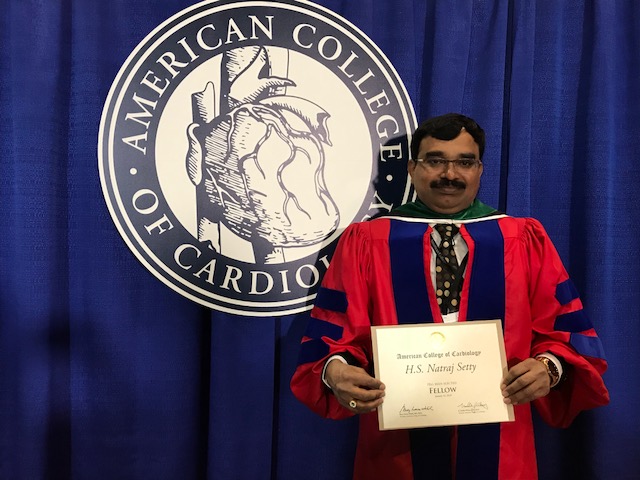 AMERICAN COLLEGE
OF CARDIOLOGY
American College of Cardiology
H.S. Natraj Setty
FELLOW